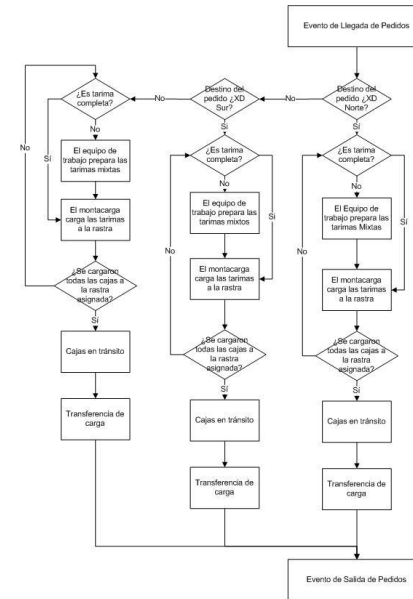 Evento de Llegada de Pedidos
¿Es tarima
completa?
No
Destino del
pedido ¿XD
Sur?
No
Destino del
pedido ¿XD
Norte?
No
Sí
Sí
El equipo de
trabajo prepara las
tarimas mixtas
Sí
No
El montacarga
carga las tarimas
a la rastra
¿Se cargaron
todas las cajas a
la rastra
asignada?
Sí
Cajas en tránsito
Transferencia de
carga
¿Es tarima
completa?
No
El equipo de
trabajo prepara las
tarimas mixtos
Si
No
El montacarga
carga las tarimas
a la rastra
¿Se cargaron
todas las cajas a
la rastra
asignada?
Sí
Cajas en tránsito
Transferencia de
carga
¿Es tarima
completa?
No
El Equipo de
trabajo prepara las
tarimas Mixtas
Sí
No
El montacarga
carga las tarimas
a la rastra
¿Se cargaron
todas las cajas a
la rastra
asignada?
Sí
Cajas en tránsito
Transferencia de
carga
Evento de Salida de Pedidos